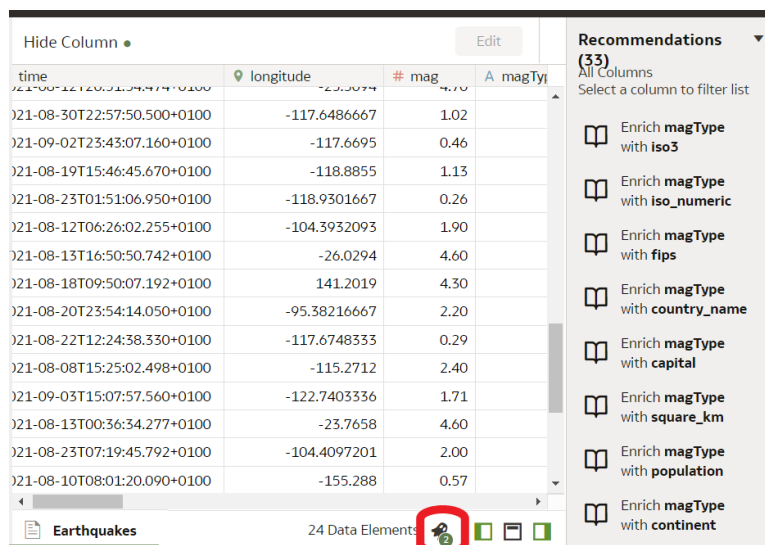 Hide Column
Edit
time longitude # mag A magTyp
021-08-30T22:57:50.500+0100 -117.6486667 1.02
021-09-02T23:43:07.160+0100 -117.6695 0.46
021-08-19T15:46:45.670+0100 -118.8855 1.13
021-08-23T01:51:06.950+0100 -118.9301667 0.26
021-08-12T06:26:02.255+0100 -104.3932093 1.90
021-08-13T16:50:50.742+0100 -26.0294 4.60
021-08-18T09:50:07.192+0100 141.2019 4.30
021-08-20T23:54:14.050+0100 -95.38216667 2.20
021-08-22T12:24:38.330+0100 -117.6748333 0.29
021-08-08T15:25:02.498+0100 -115.2712 2.40
021-09-03T15:07:57.560+0100 -122.7403336 1.71
021-08-13T00:36:34.277+0100 -23.7658 4.60
021-08-23T07:19:45.792+0100 -104.4097201 2.00
021-08-10T08:01:20.090+0100 -155.288 0.57
Earthquakes
24 Data Elements
2
Recommendations
(33)
All Columns
Select a column to filter list
Enrich magType
with iso3
Enrich magType
with iso_numeric
Enrich magType
with fips
Enrich magType
with country_name
Enrich magType
with capital
Enrich magType
with square_km
Enrich magType
with population
Enrich magType
with continent